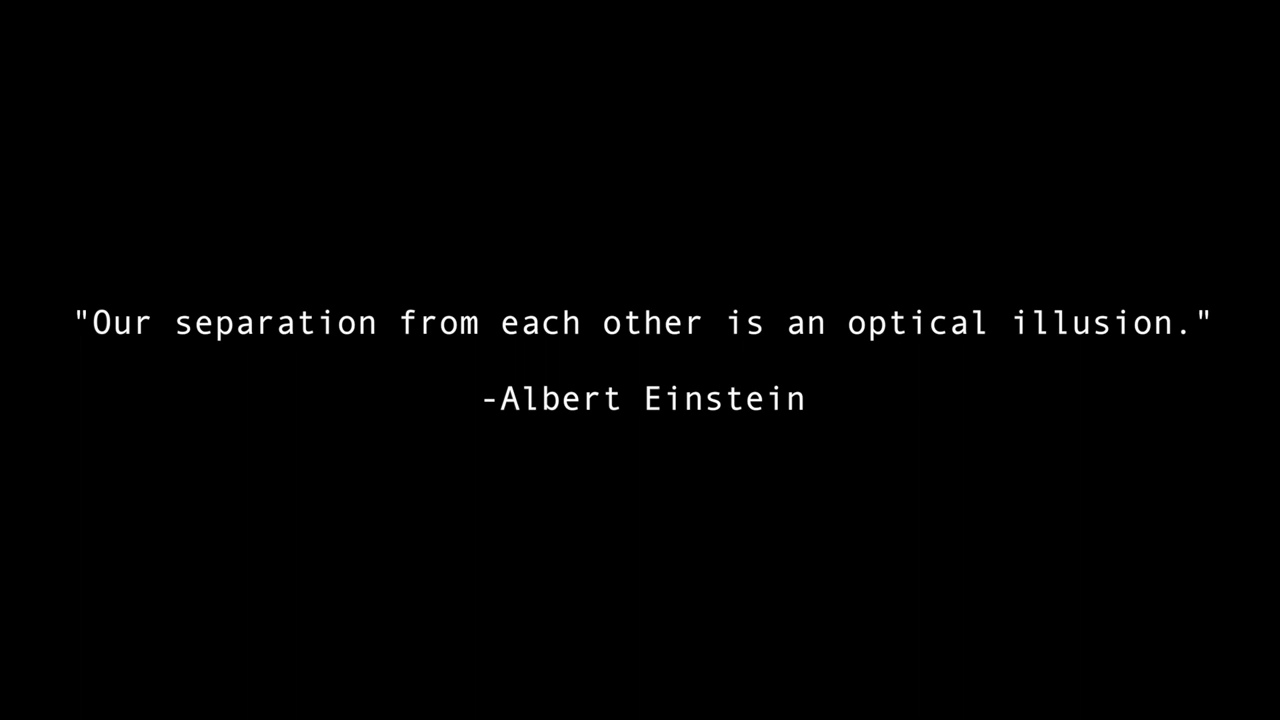 "Our separation from each other is an optical illusion."
-Albert Einstein